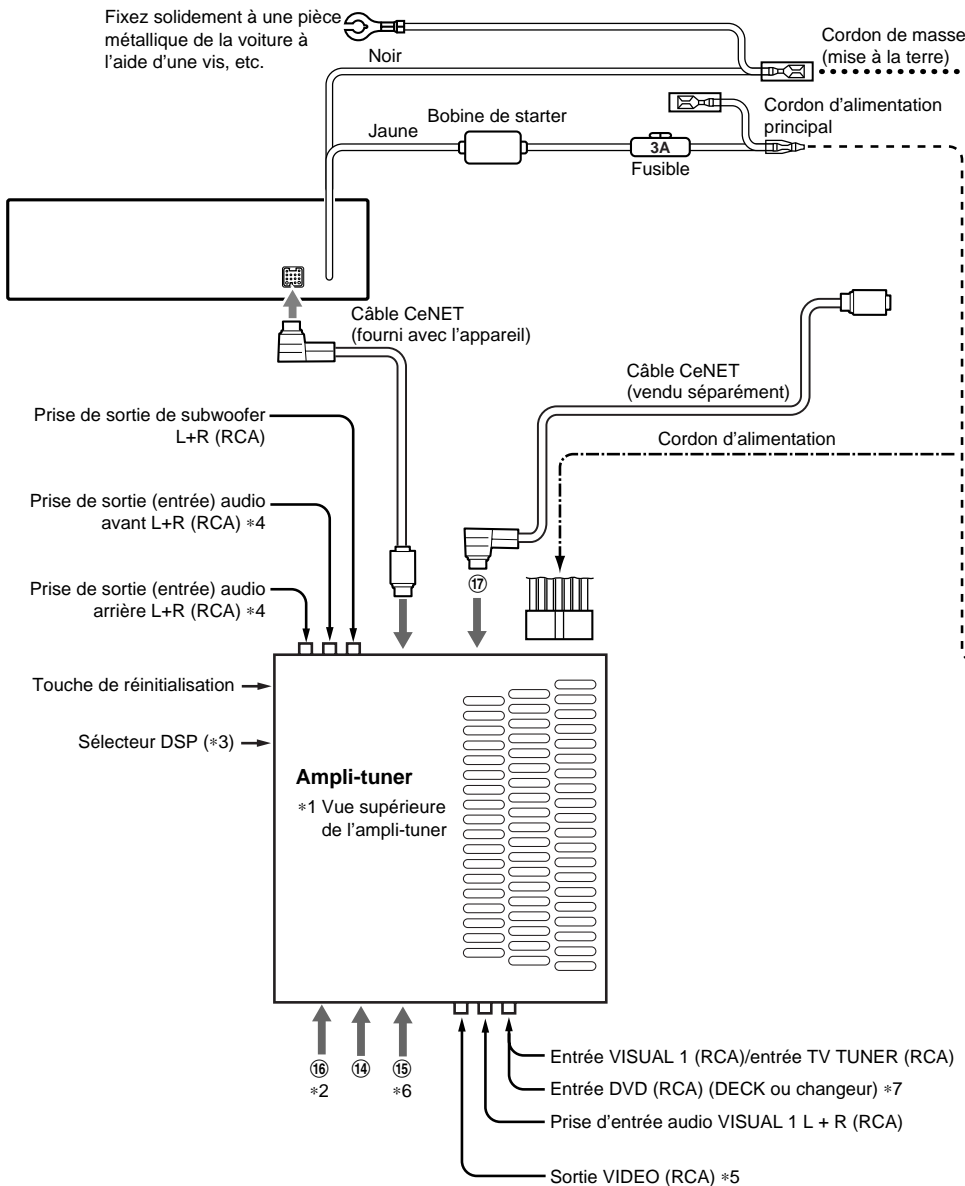 Fixez solidement à une pièce
métallique de la voiture à
l'aide d'une vis, etc.
Noir
Cordon de masse
(mise à la terre)
Jaune
Bobine de starter
3A
Fusible
Cordon d'alimentation
principal
Câble CeNET
(fourni avec l'appareil)
Câble CeNET
(vendu séparément)
Prise de sortie de subwoofer
L+R (RCA)
Cordon d'alimentation
Prise de sortie (entrée) audio
avant L+R (RCA) *4
Prise de sortie (entrée) audio
arrière L+R (RCA) *4
⑰
Touche de réinitialisation
Sélecteur DSP (*3)
Ampli-tuner
*1 Vue supérieure
de l'ampli-tuner
⑯ ⑭ ⑮
*2 *6
Entrée VISUAL 1 (RCA)/entrée TV TUNER (RCA)
Entrée DVD (RCA) (DECK ou changeur) *7
Prise d'entrée audio VISUAL 1 L + R (RCA)
Sortie VIDEO (RCA) *5